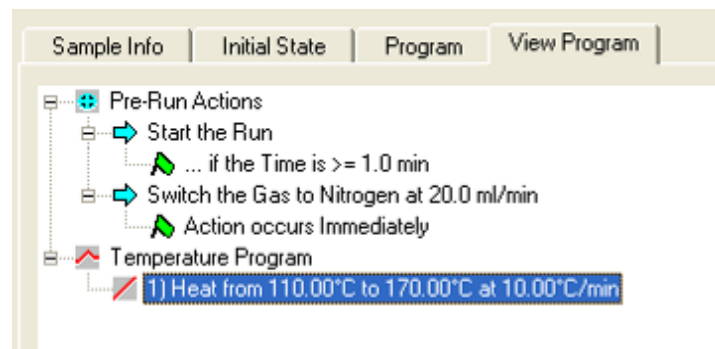 Sample Info Initial State Program View Program
Pre-Run Actions
Start the Run
... if the Time is >= 1.0 min
Switch the Gas to Nitrogen at 20.0 ml/min
Action occurs Immediately
Temperature Program
1) Heat from 110.00°C to 170.00°C at 10.00°C/min